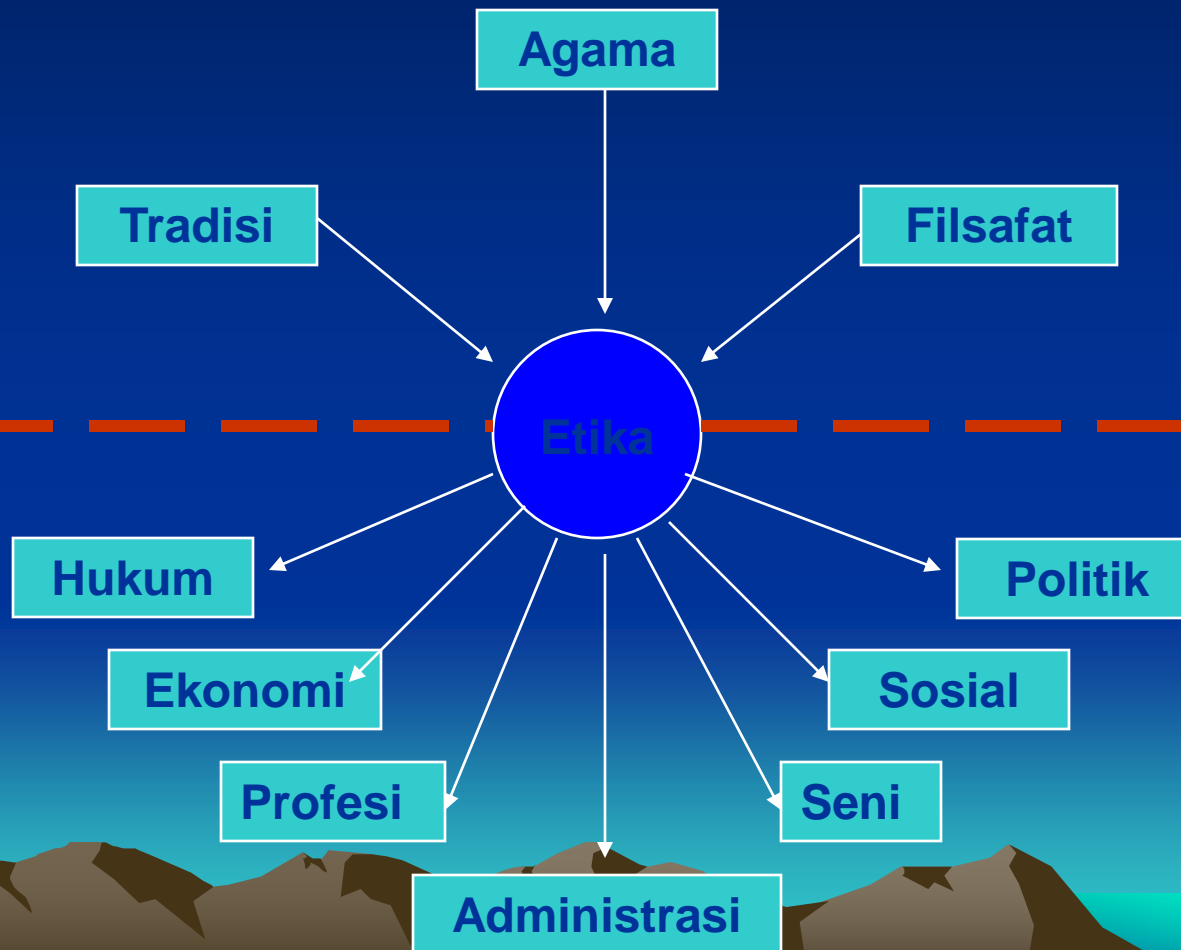 Agama
Tradisi
Filsafat
Etika
Hukum
Politik
Ekonomi
Sosial
Profesi
Seni
Administrasi